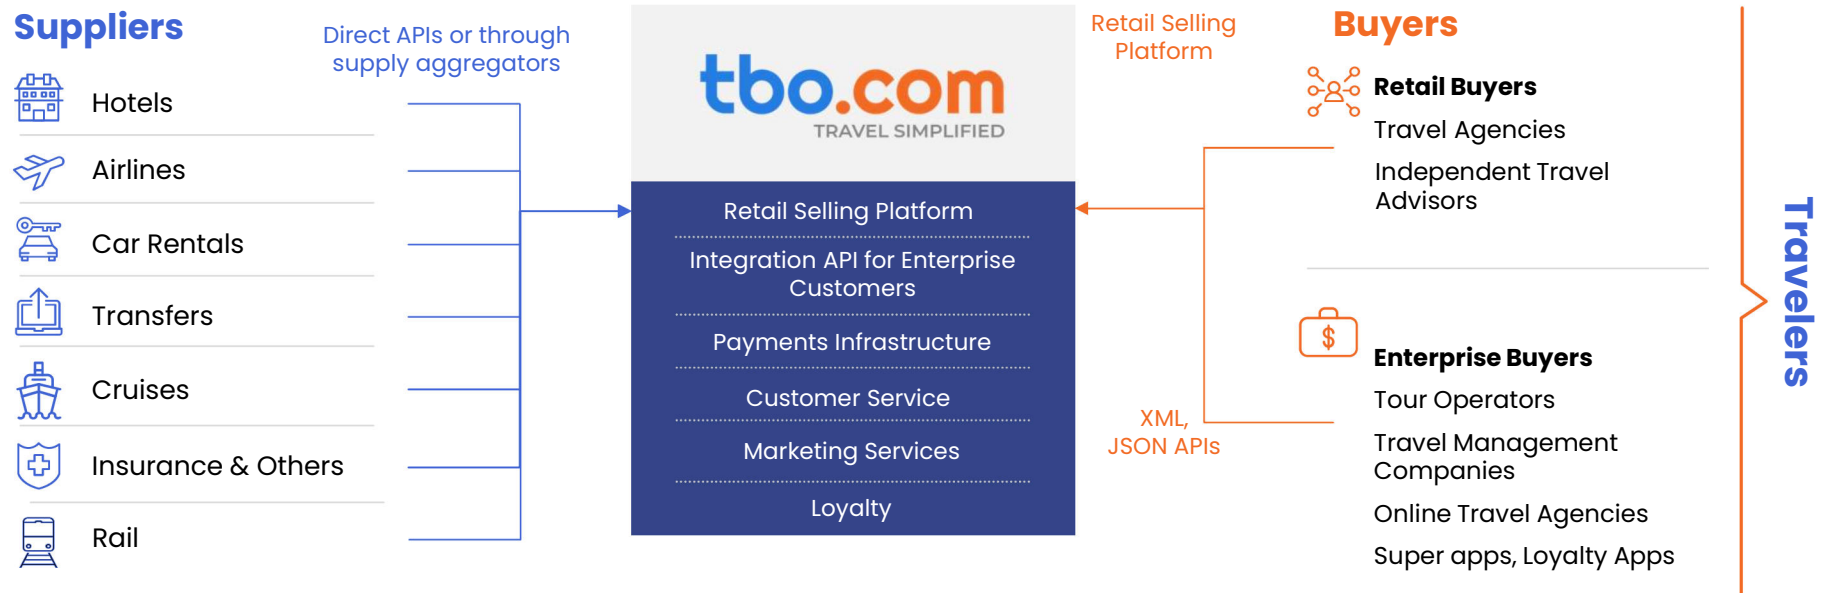 Suppliers
Direct APIs or through
supply aggregators
Hotels
Airlines
Car Rentals
Transfers
Cruises
Insurance & Others
Rail
tbo.com
TRAVEL SIMPLIFIED
Retail Selling Platform
Integration API for Enterprise
Customers
Payments Infrastructure
Customer Service
Marketing Services
Loyalty
Retail Selling
Platform
XML,
JSON APIs
Buyers
Retail Buyers
Travel Agencies
Independent Travel
Advisors
$
Enterprise Buyers
Tour Operators
Travel Management
Companies
Online Travel Agencies
Super apps, Loyalty Apps
Travelers